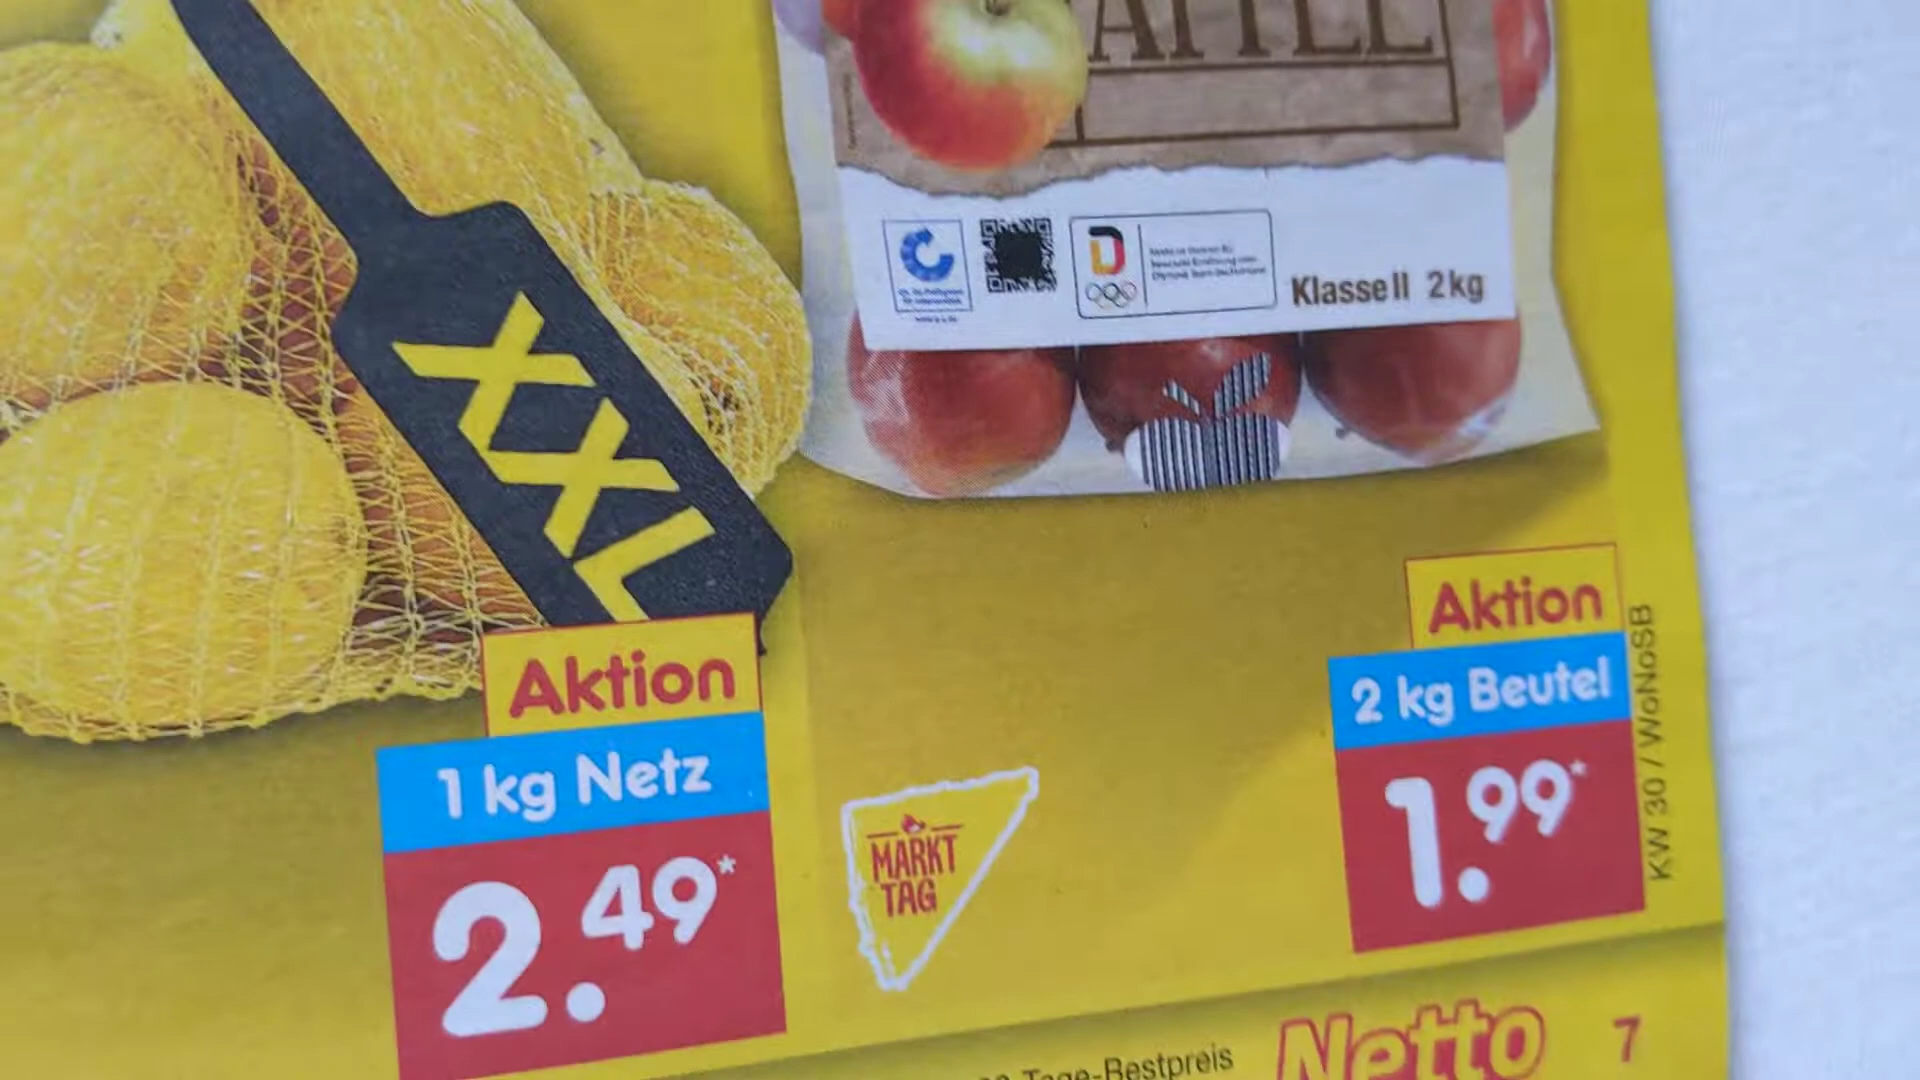 Klasse II 2 kg
XXL
Aktion
1 kg Netz
2.49*
MARKT
TAG
Aktion
2 kg Beutel
1.99*
KW 30 / WoNoSB
Tage-Bestpreis
Netto
7